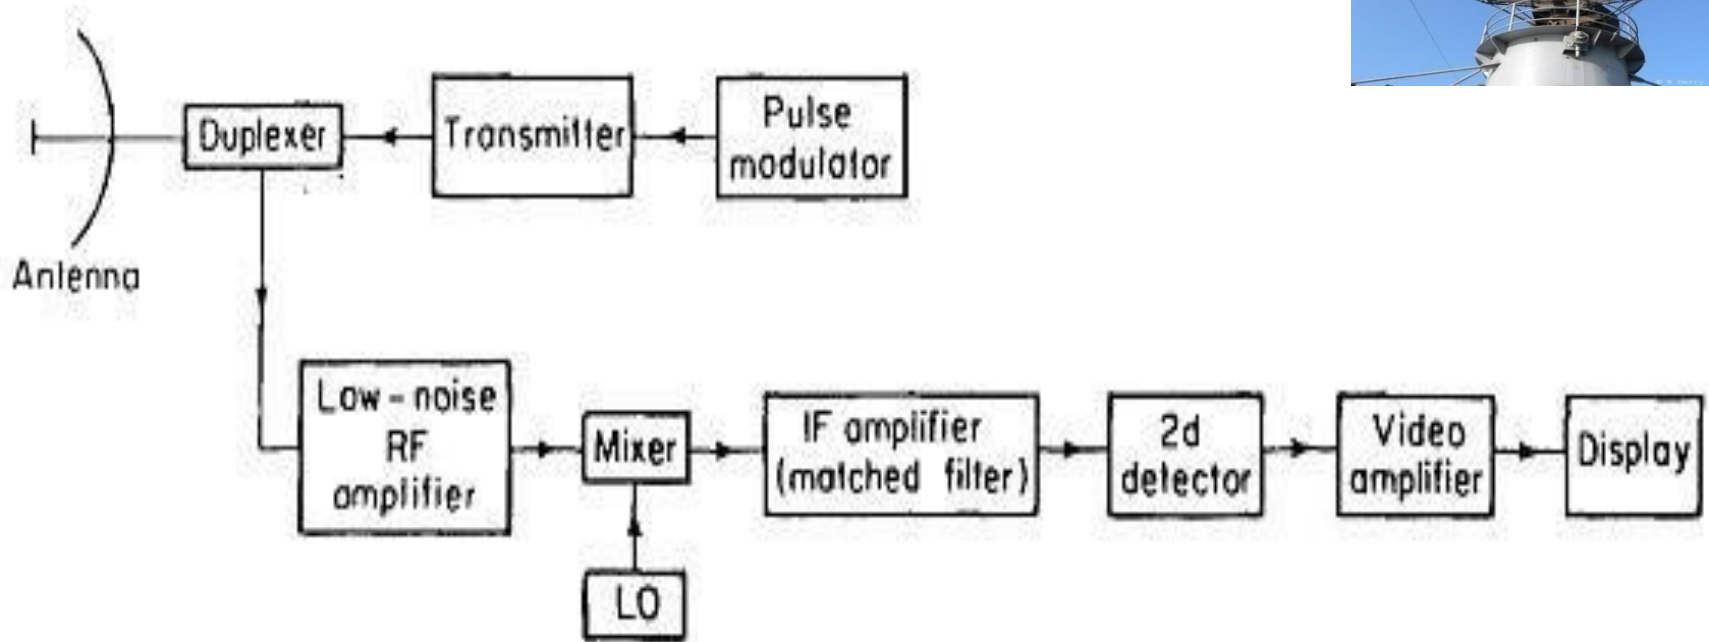 Duplexer
Transmitter
Pulse
modulator
Antenna
Low-noise
RF
amplifier
Mixer
IF amplifier
(matched filter)
2d
detector
Video
amplifier
Display
LO